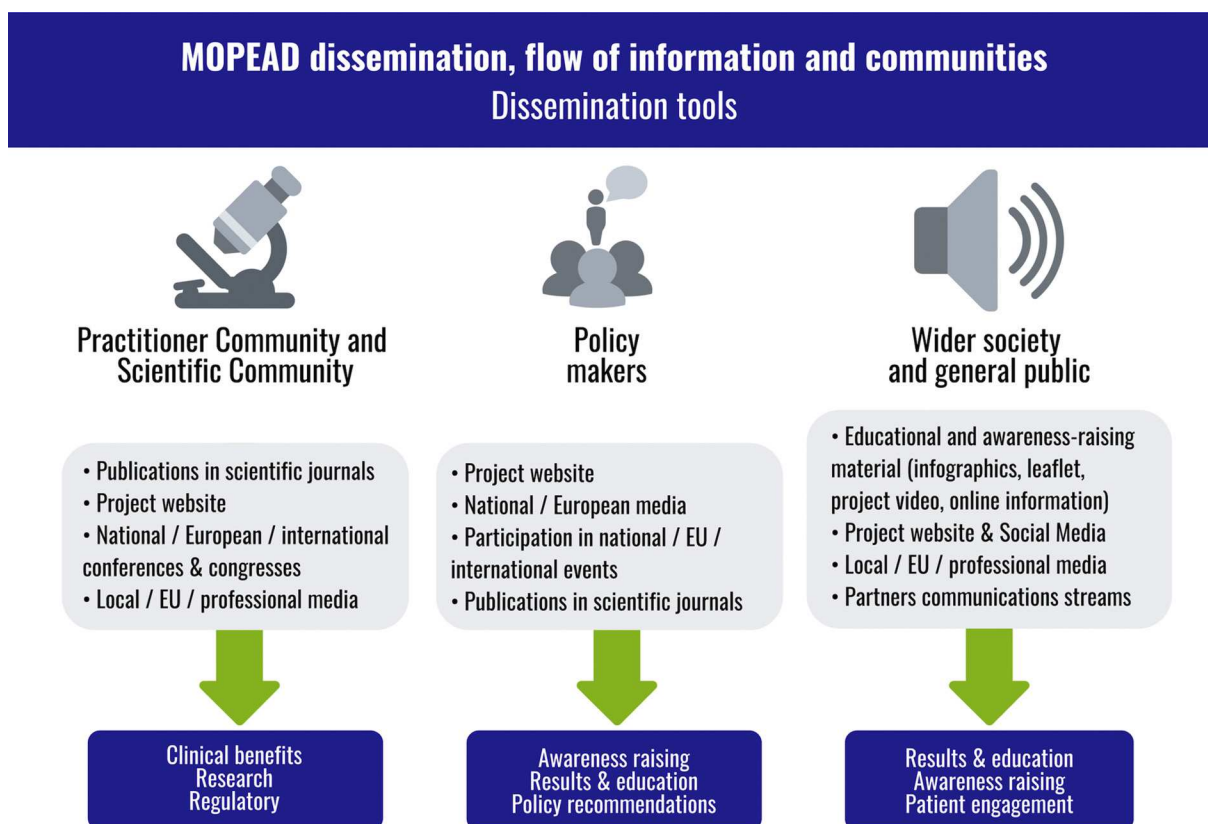 MOPEAD dissemination, flow of information and communities
Dissemination tools
Practitioner Community and
Scientific Community
• Publications in scientific journals
• Project website
• National / European / international
conferences & congresses
• Local / EU / professional media
Clinical benefits
Research
Regulatory
Policy
makers
• Project website
• National / European media
• Participation in national / EU /
international events
• Publications in scientific journals
Awareness raising
Results & education
Policy recommendations
Wider society
and general public
• Educational and awareness-raising
material (infographics, leaflet,
project video, online information)
• Project website & Social Media
• Local / EU / professional media
• Partners communications streams
Results & education
Awareness raising
Patient engagement